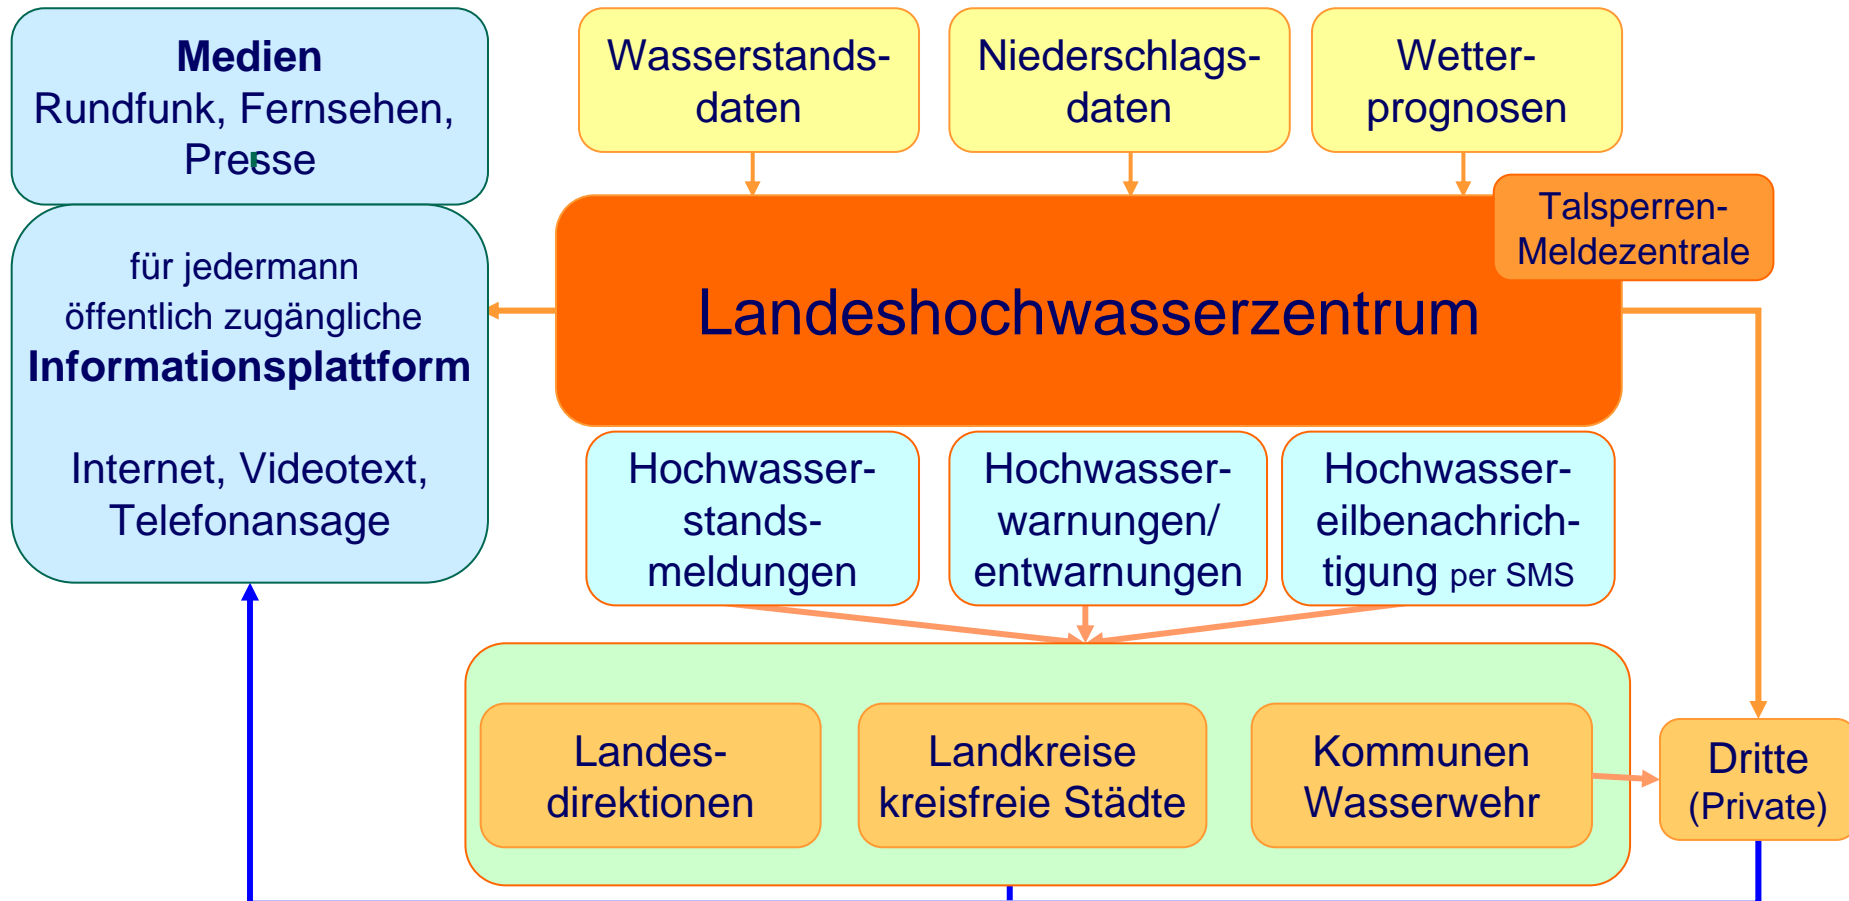 Medien
Rundfunk, Fernsehen,
Presse
für jedermann
öffentlich zugängliche
Informationsplattform
Internet, Videotext,
Telefonansage
Wasserstands-
daten
Niederschlags-
daten
Wetter-
prognosen
Talsperren-
Meldezentrale
Landeshochwasserzentrum
Hochwasser-
stands-
meldungen
Hochwasser-
warnungen/
entwarnungen
Hochwasser-
eilbenachrich-
tigung per SMS
Landes-
direktionen
Landkreise
kreisfreie Städte
Kommunen
Wasserwehr
Dritte
(Private)